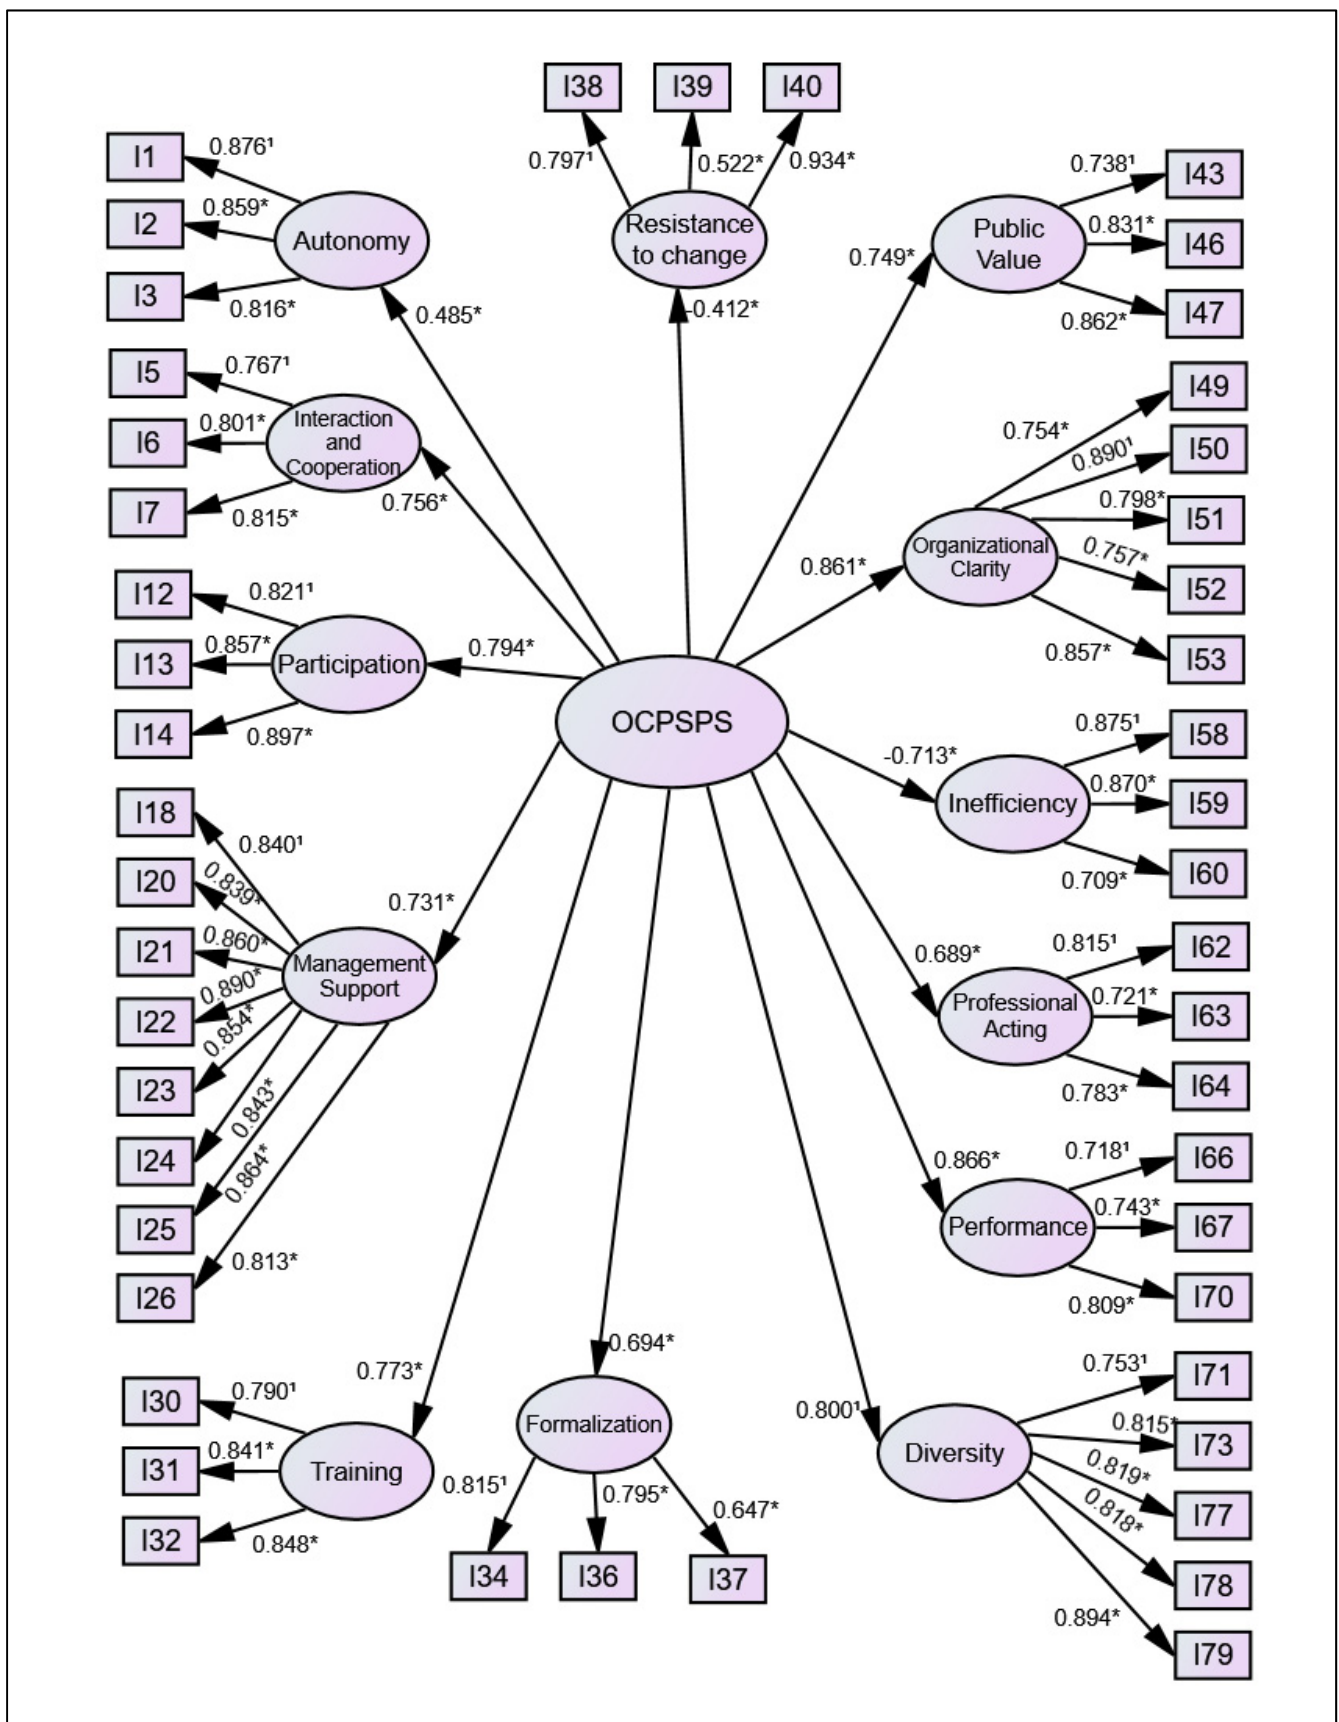 I38
I39
I40
0.797¹
0.522*
0.934*
Resistance
to change
-0.412*
I1
0.876¹
I2
0.859*
I3
0.816*
Autonomy
0.485*
I5
0.767¹
I6
0.801*
I7
0.815*
Interaction
and
Cooperation
0.756*
I12
0.821¹
I13
0.857*
I14
0.897*
Participation
0.794*
OCPSPS
I18
0.840¹
I20
0.839*
I21
0.860*
I22
0.890*
I23
0.854*
I24
0.843*
I25
0.864*
I26
0.813*
Management
Support
0.731*
I30
0.790¹
I31
0.841*
I32
0.848*
Training
0.773*
0.694*
Formalization
0.815¹
0.795*
0.647*
I34
I36
I37
0.749*
Public
Value
0.738¹
I43
0.831*
I46
0.862*
I47
0.861*
Organizational
Clarity
0.754*
I49
0.890¹
I50
0.798*
I51
0.757*
I52
0.857*
I53
-0.713*
Inefficiency
0.875¹
I58
0.870*
I59
0.709*
I60
0.689*
Professional
Acting
0.815¹
I62
0.721*
I63
0.783*
I64
0.866*
Performance
0.718¹
I66
0.743*
I67
0.809*
I70
0.800¹
Diversity
0.753¹
I71
0.815*
I73
0.819*
I77
0.818*
I78
0.894*
I79